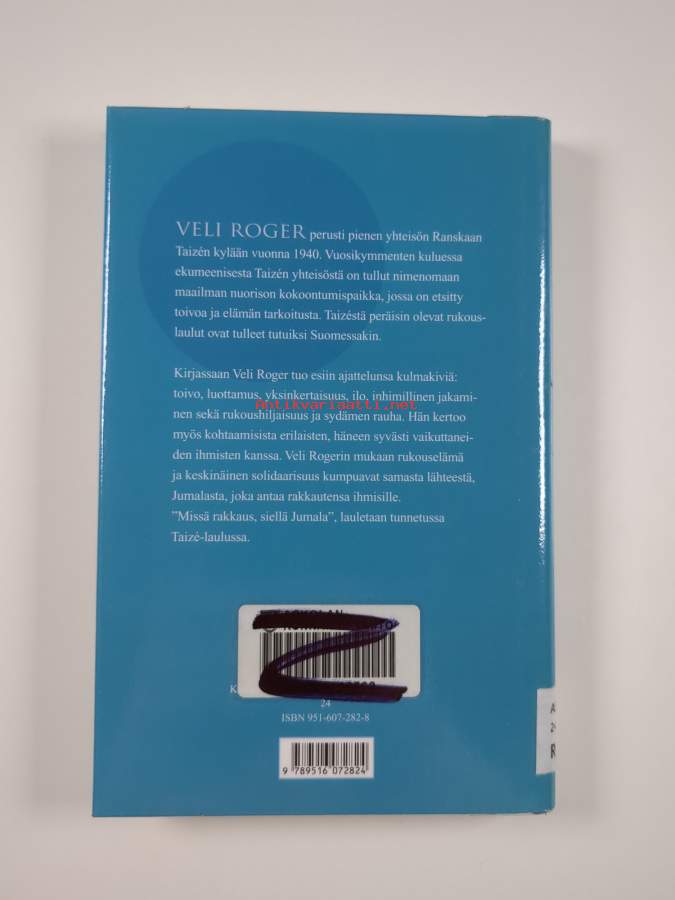 VELI ROGER perusti pienen yhteisön Ranskaan
Taizén kylään vuonna 1940. Vuosikymmenten kuluessa
ekumeenisesta Taizén yhteisöstä on tullut nimenomaan
maailman nuorison kokoontumispaikka, jossa on etsitty
toivoa ja elämän tarkoitusta. Taizéstä peräisin olevat rukous-
laulut ovat tulleet tutuiksi Suomessakin.
Kirjassaan Veli Roger tuo esiin ajattelunsa kulmakiviä:
toivo, luottamus, yksinkertaisuus, ilo, inhimillinen jakami-
Antikvariaatti.net
nen sekä rukoushiljaisuus ja sydämen rauha. Hän kertoo
myös kohtaamisista erilaisten, häneen syvästi vaikuttanei-
den ihmisten kanssa. Veli Rogerin mukaan rukouselämä
ja keskinäinen solidaarisuus kumpuavat samasta lähteestä,
Jumalasta, joka antaa rakkautensa ihmisille.
”Missä rakkaus, siellä Jumala”, lauletaan tunnetussa
Taizé-laulussa.
24
ISBN 951-607-282-8
9 789516 072824